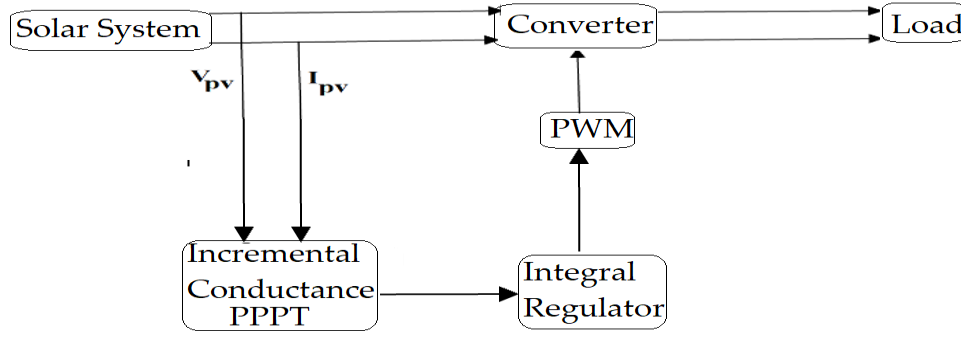 Solar System
Converter
Load
Vpv
Ipv
PWM
Incremental
Conductance
PPPT
Integral
Regulator